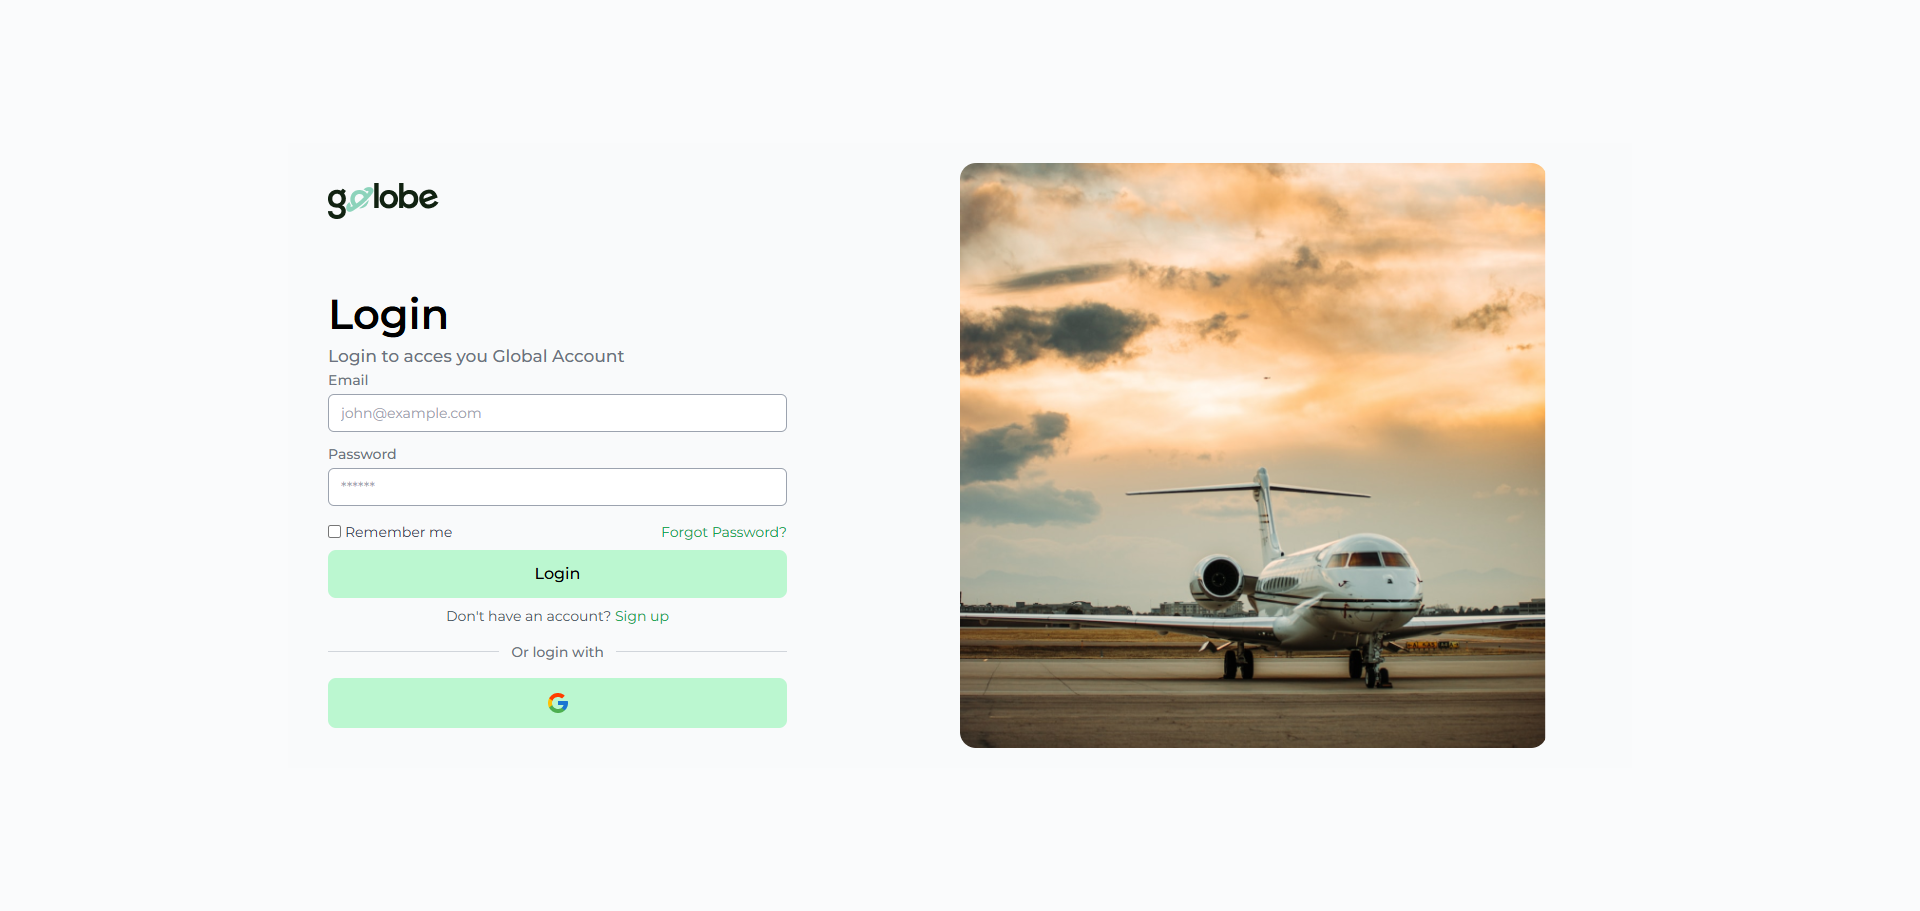 golobe
Login
Login to acces you Global Account
Email
john@example.com
Password
******
Remember me Forgot Password?
Login
Don't have an account? Sign up
Or login with